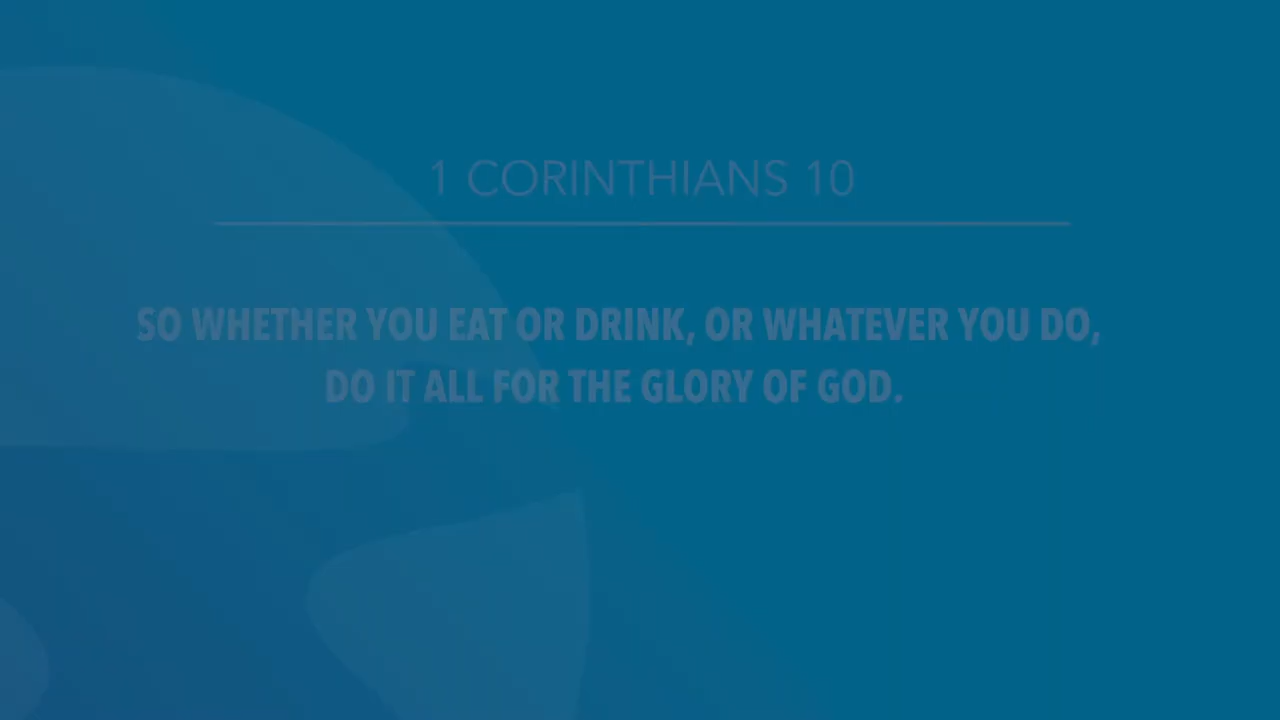 1 CORINTHIANS 10
SO WHETHER YOU EAT OR DRINK, OR WHATEVER YOU DO,
DO IT ALL FOR THE GLORY OF GOD.